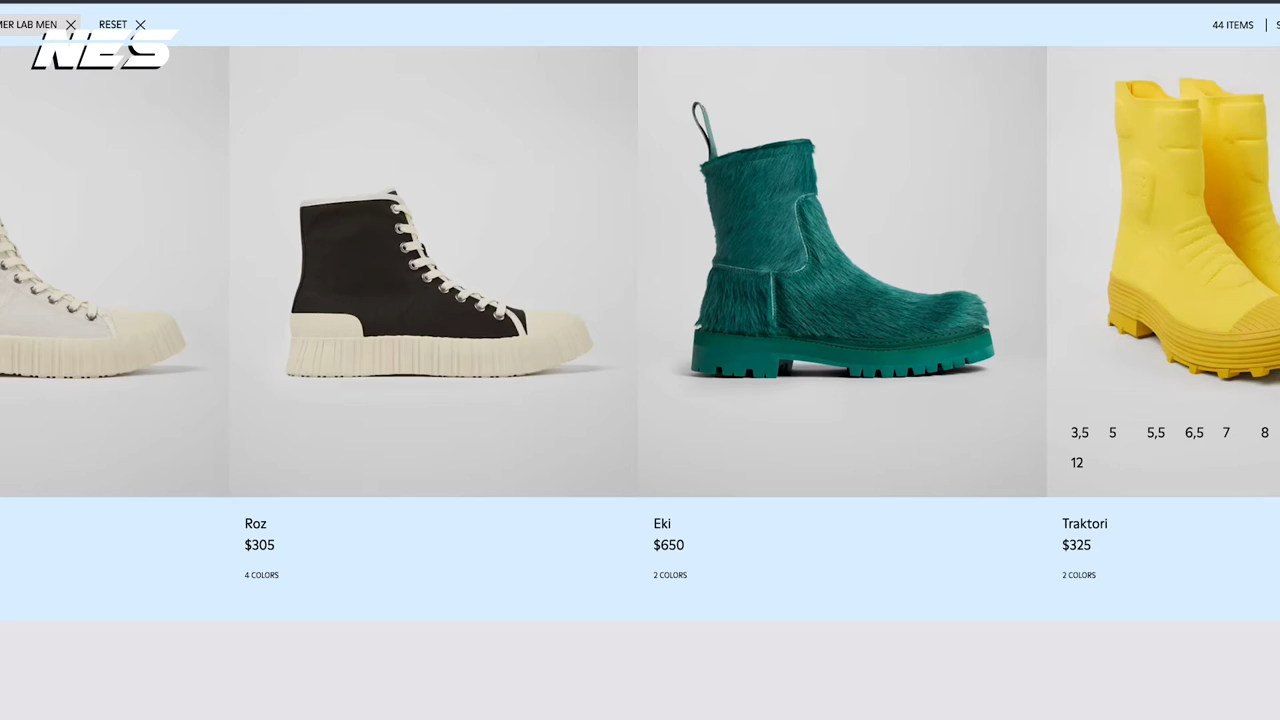 MER LAB MEN
RESET
44 ITEMS
NES
3,5 5 5,5 6,5 7 8
12
Roz
$305
4 COLORS
Eki
$650
2 COLORS
Traktori
$325
2 COLORS